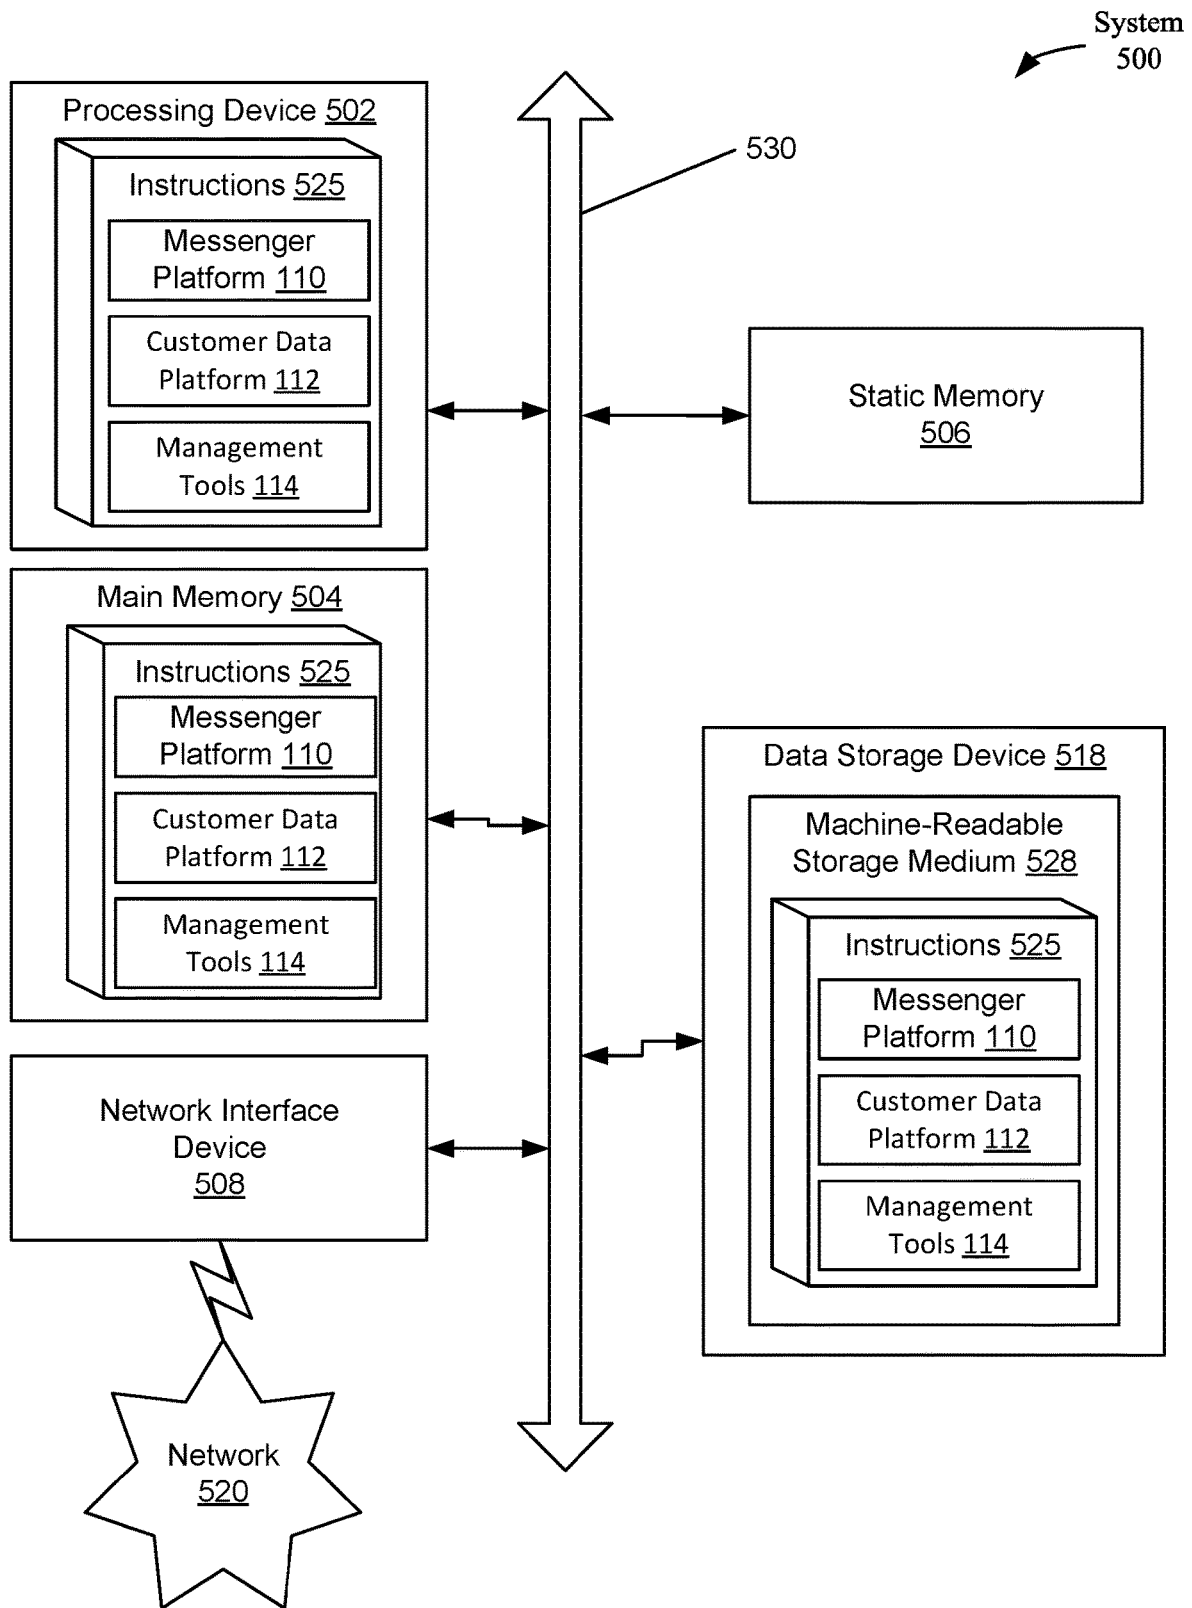 System
500
Processing Device 502
Instructions 525
Messenger
Platform 110
Customer Data
Platform 112
Management
Tools 114
530
Static Memory
506
Main Memory 504
Instructions 525
Messenger
Platform 110
Customer Data
Platform 112
Management
Tools 114
Data Storage Device 518
Machine-Readable
Storage Medium 528
Instructions 525
Messenger
Platform 110
Customer Data
Platform 112
Management
Tools 114
Network Interface
Device
508
Network
520